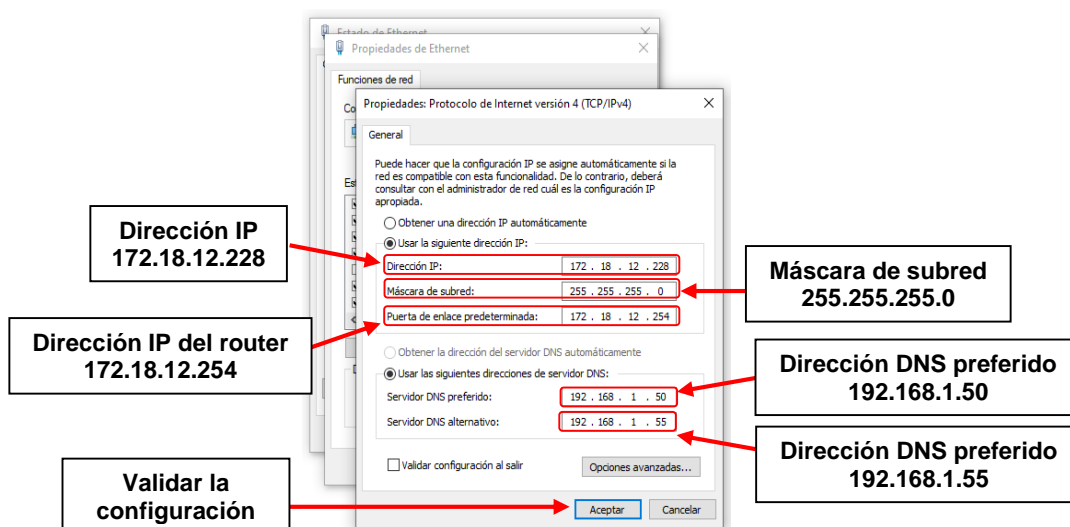 Estado de Ethernet
Propiedades de Ethernet
Funciones de red
Co
Propiedades: Protocolo de Internet versión 4 (TCP/IPv4)
General
Puede hacer que la configuración IP se asigne automáticamente si la
red es compatible con esta funcionalidad. De lo contrario, deberá
consultar con el administrador de red cuál es la configuración IP
apropiada.
Est
Obtener una dirección IP automáticamente
Usar la siguiente dirección IP:
Dirección IP: 172 . 18 . 12 . 228
Máscara de subred: 255 . 255 . 255 . 0
Puerta de enlace predeterminada: 172 . 18 . 12 . 254
Obtener la dirección del servidor DNS automáticamente
Usar las siguientes direcciones de servidor DNS:
Servidor DNS preferido: 192 . 168 . 1 . 50
Servidor DNS alternativo: 192 . 168 . 1 . 55
Validar configuración al salir
Opciones avanzadas...
Aceptar
Cancelar
Dirección IP
172.18.12.228
Dirección IP del router
172.18.12.254
Validar la
configuración
Máscara de subred
255.255.255.0
Dirección DNS preferido
192.168.1.50
Dirección DNS preferido
192.168.1.55